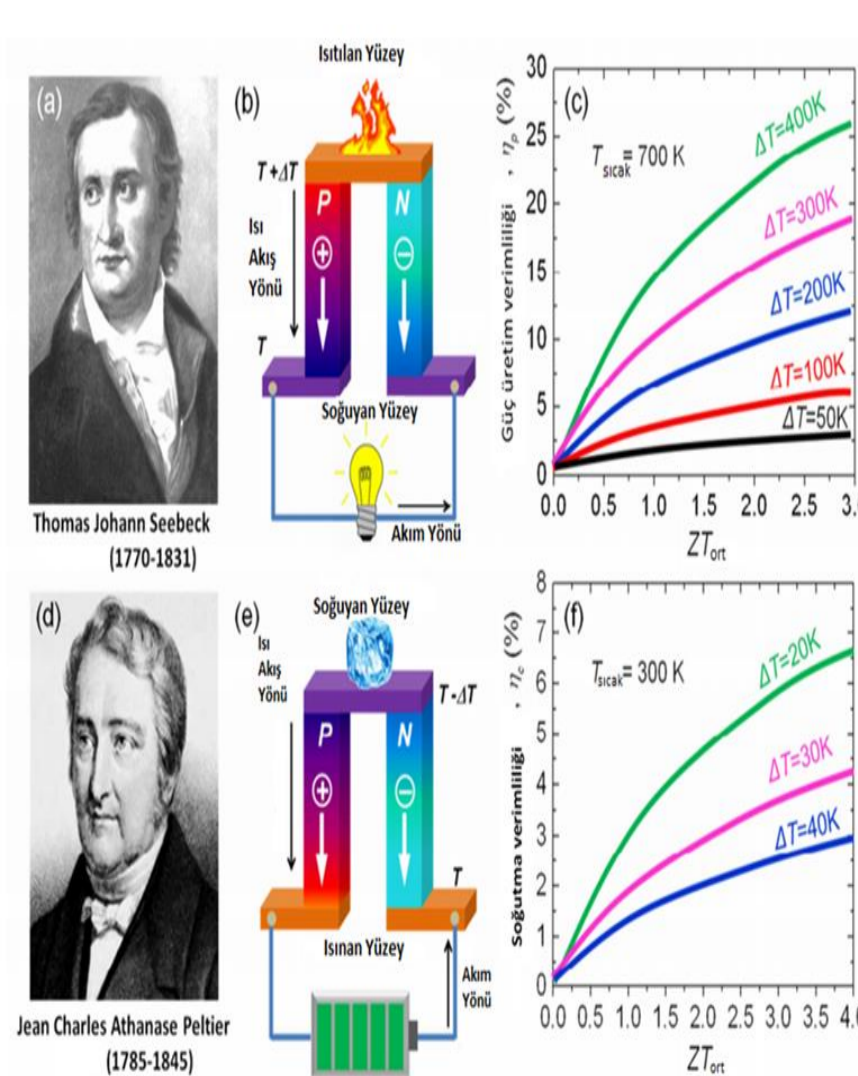 (a)
Thomas Johann Seebeck
(1770-1831)
(b)
Isıtılan Yüzey
T+ΔT
P
N
Isı
Akış
Yönü
T
Soğuyan Yüzey
Akım Yönü
(c)
T sıcak = 700 K
Güç üretim verimliliği , ηp (%)
30
25
20
15
10
5
0
ΔT=400K
ΔT=300K
ΔT=200K
ΔT=100K
ΔT=50K
0.0 0.5 1.0 1.5 2.0 2.5 3.
ZTort
(d)
Jean Charles Athanase Peltier
(1785-1845)
(e)
Soğuyan Yüzey
Isı
Akış
Yönü
T-ΔT
P
N
T
Isınan Yüzey
Akım
Yönü
(f)
Tsıcak= 300 K
Soğutma verimliliği , ηc (%)
8
7
6
5
4
3
2
1
0
ΔT=20K
ΔT=30K
ΔT=40K
0.0 0.5 1.0 1.5 2.0 2.5 3.0 3.5 4.0
ZTort